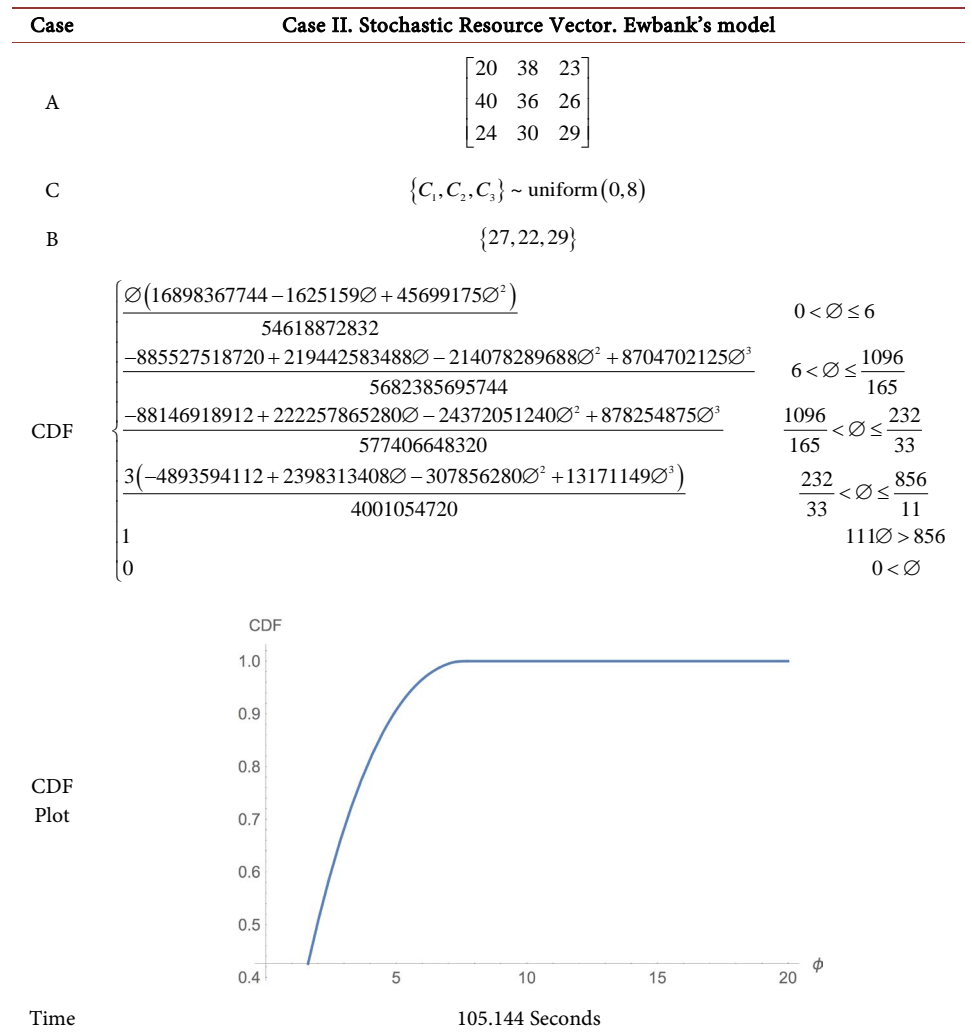 Case Case II. Stochastic Resource Vector. Ewbank's model
A
[20 38 23]
[40 36 26]
[24 30 29]
C {C₁, C₂, C₃} ~ uniform (0,8)
B {27, 22, 29}
CDF
∅(16898367744 − 1625159∅ + 45699175∅²) / 54618872832 0 < ∅ ≤ 6
−885527518720 + 219442583488∅ − 214078289688∅² + 8704702125∅³ / 5682385695744 6 < ∅ ≤ 1096/165
−88146918912 + 222257865280∅ − 24372051240∅² + 878254875∅³ / 577406648320 1096/165 < ∅ ≤ 232/33
3(−4893594112 + 2398313408∅ − 307856280∅² + 13171149∅³) / 4001054720 232/33 < ∅ ≤ 856/11
1 111∅ > 856
0 0 < ∅
CDF
Plot
CDF
1.0
0.9
0.8
0.7
0.6
0.5
0.4
5 10 15 20 ϕ
Time 105.144 Seconds